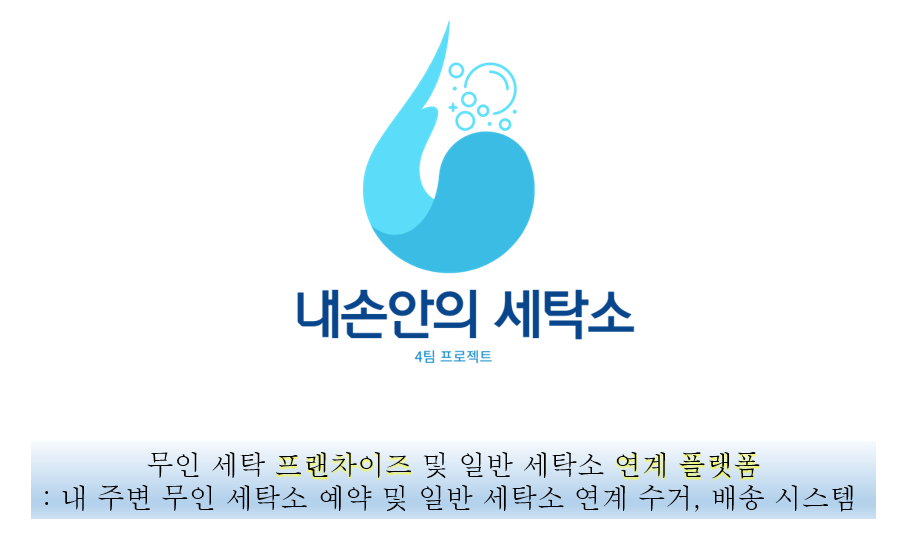 내손안의 세탁소
4팀 프로젝트
무인 세탁 프랜차이즈 및 일반 세탁소 연계 플랫폼
: 내 주변 무인 세탁소 예약 및 일반 세탁소 연계 수거, 배송 시스템